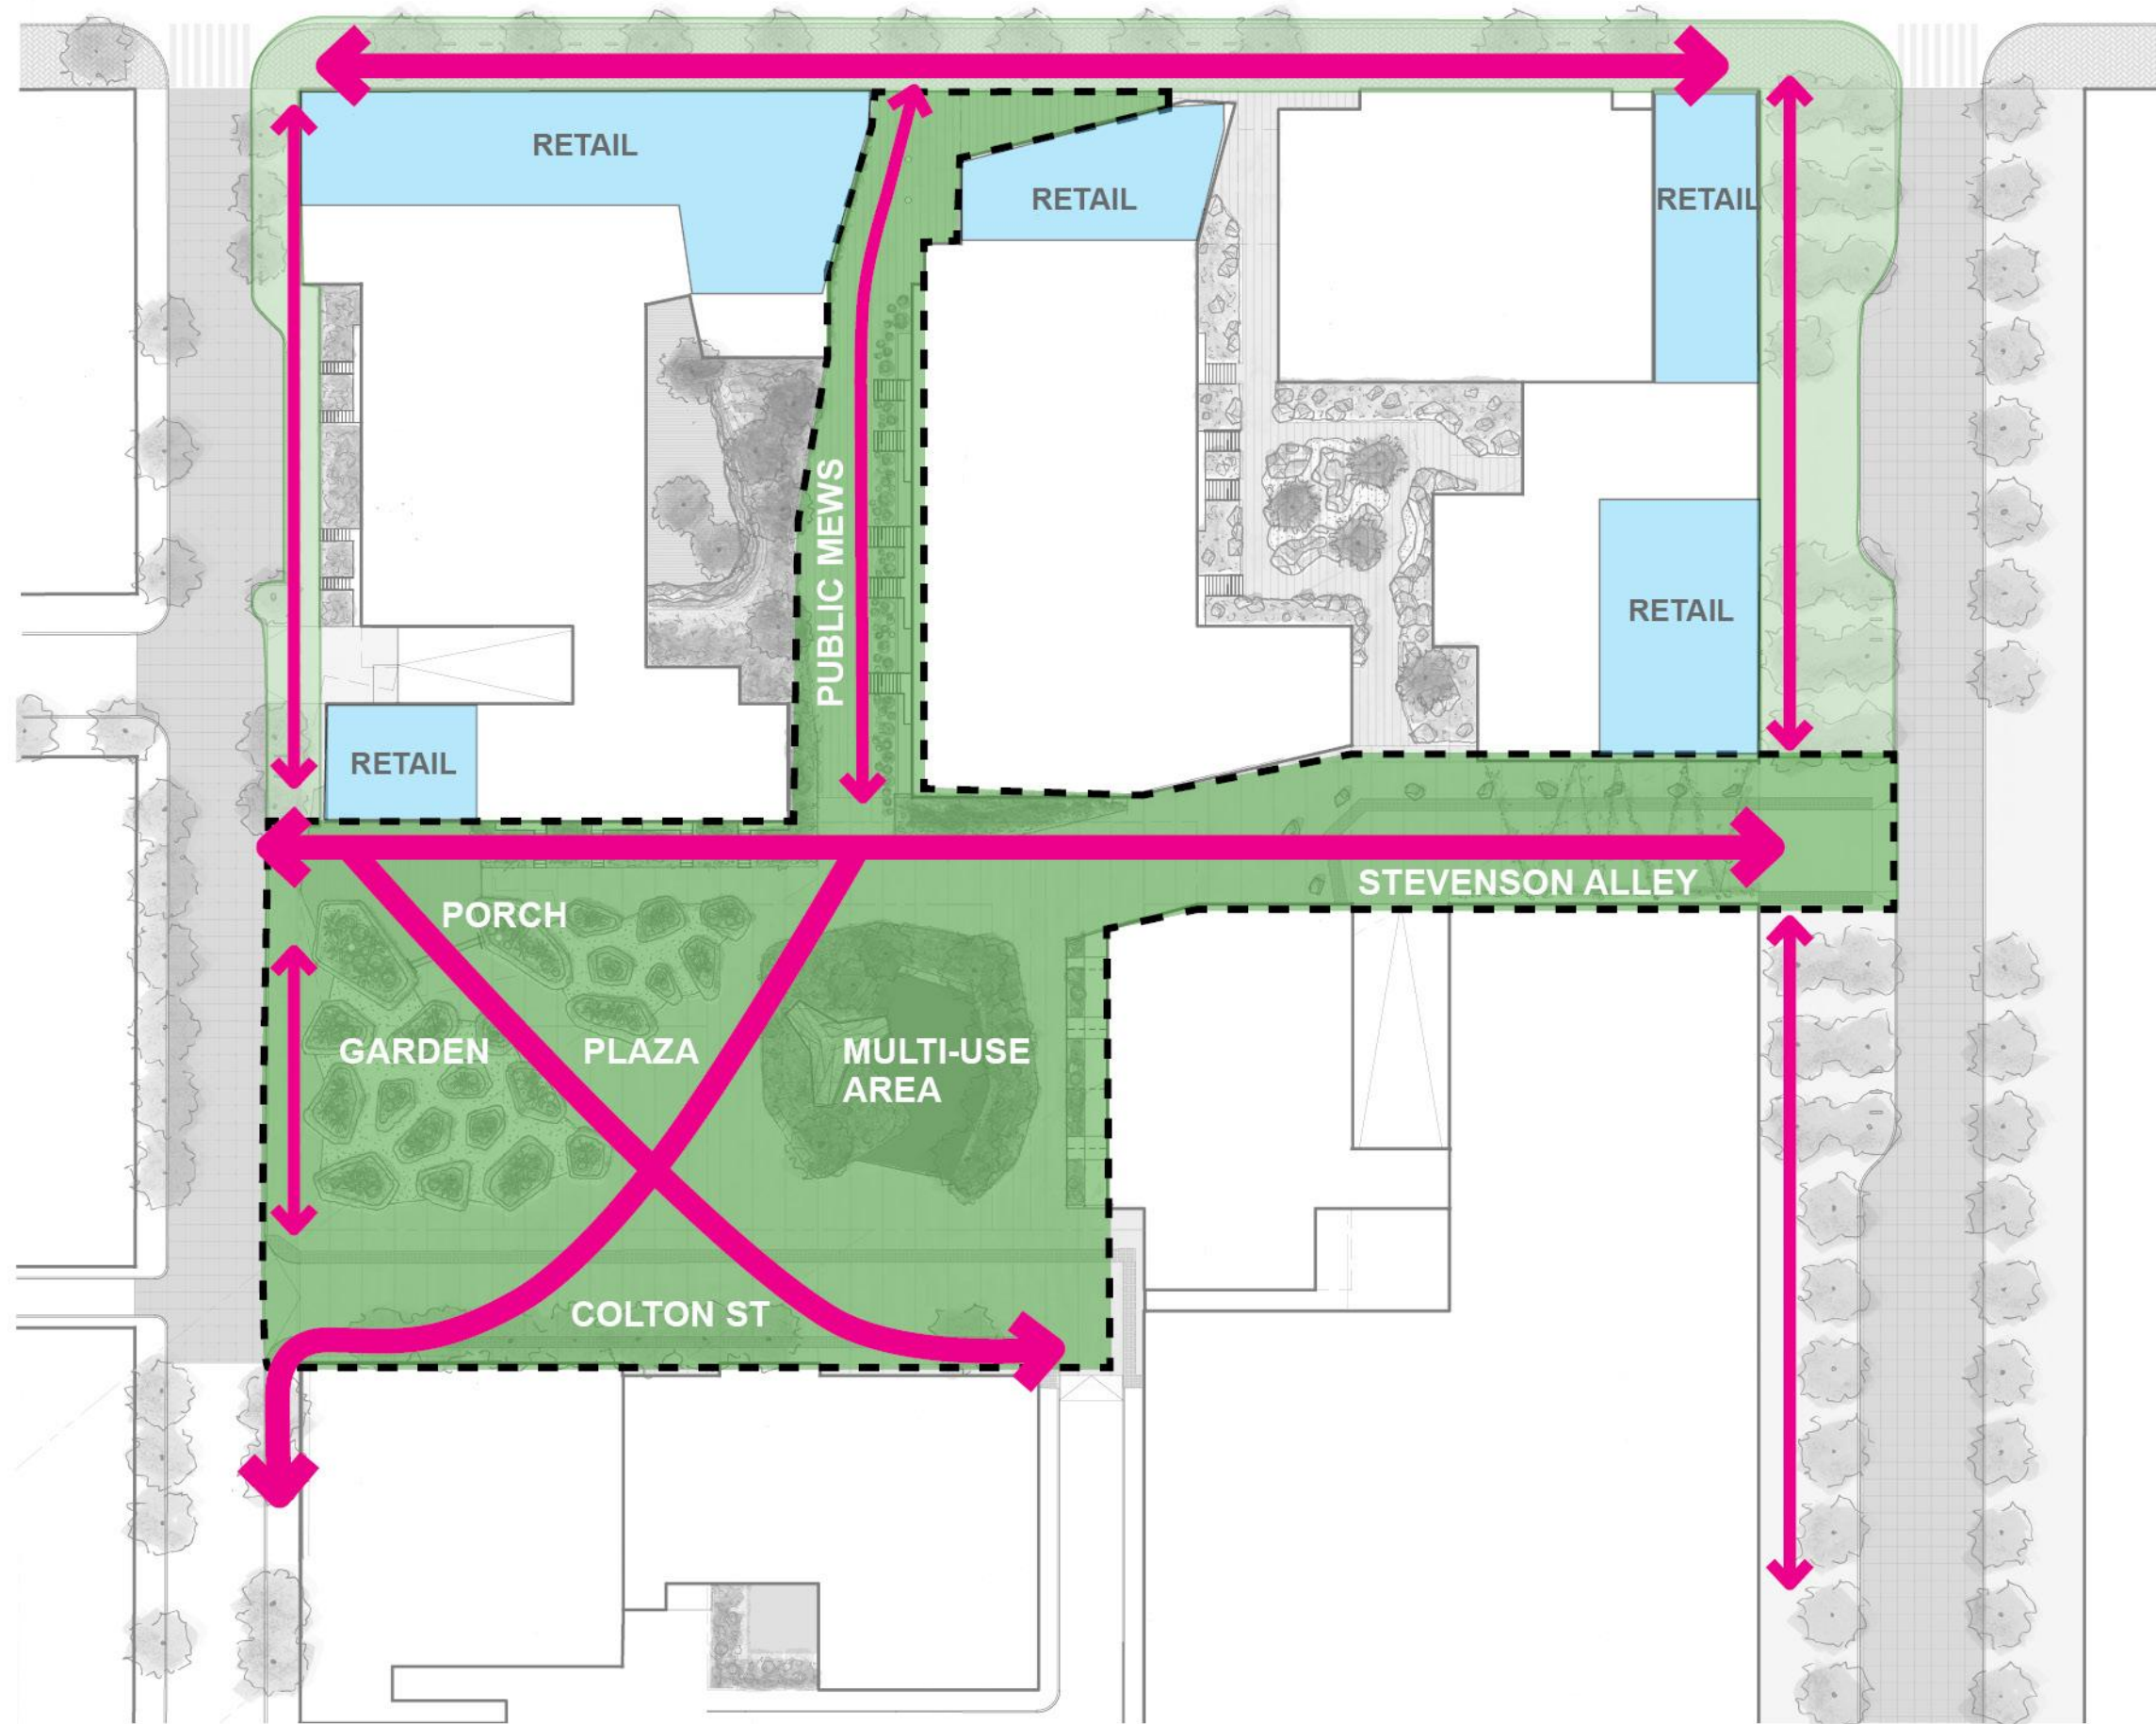 RETAIL
RETAIL
RETAIL
PUBLIC MEWS
RETAIL
RETAIL
STEVENSON ALLEY
PORCH
GARDEN
PLAZA
MULTI-USE
AREA
COLTON ST